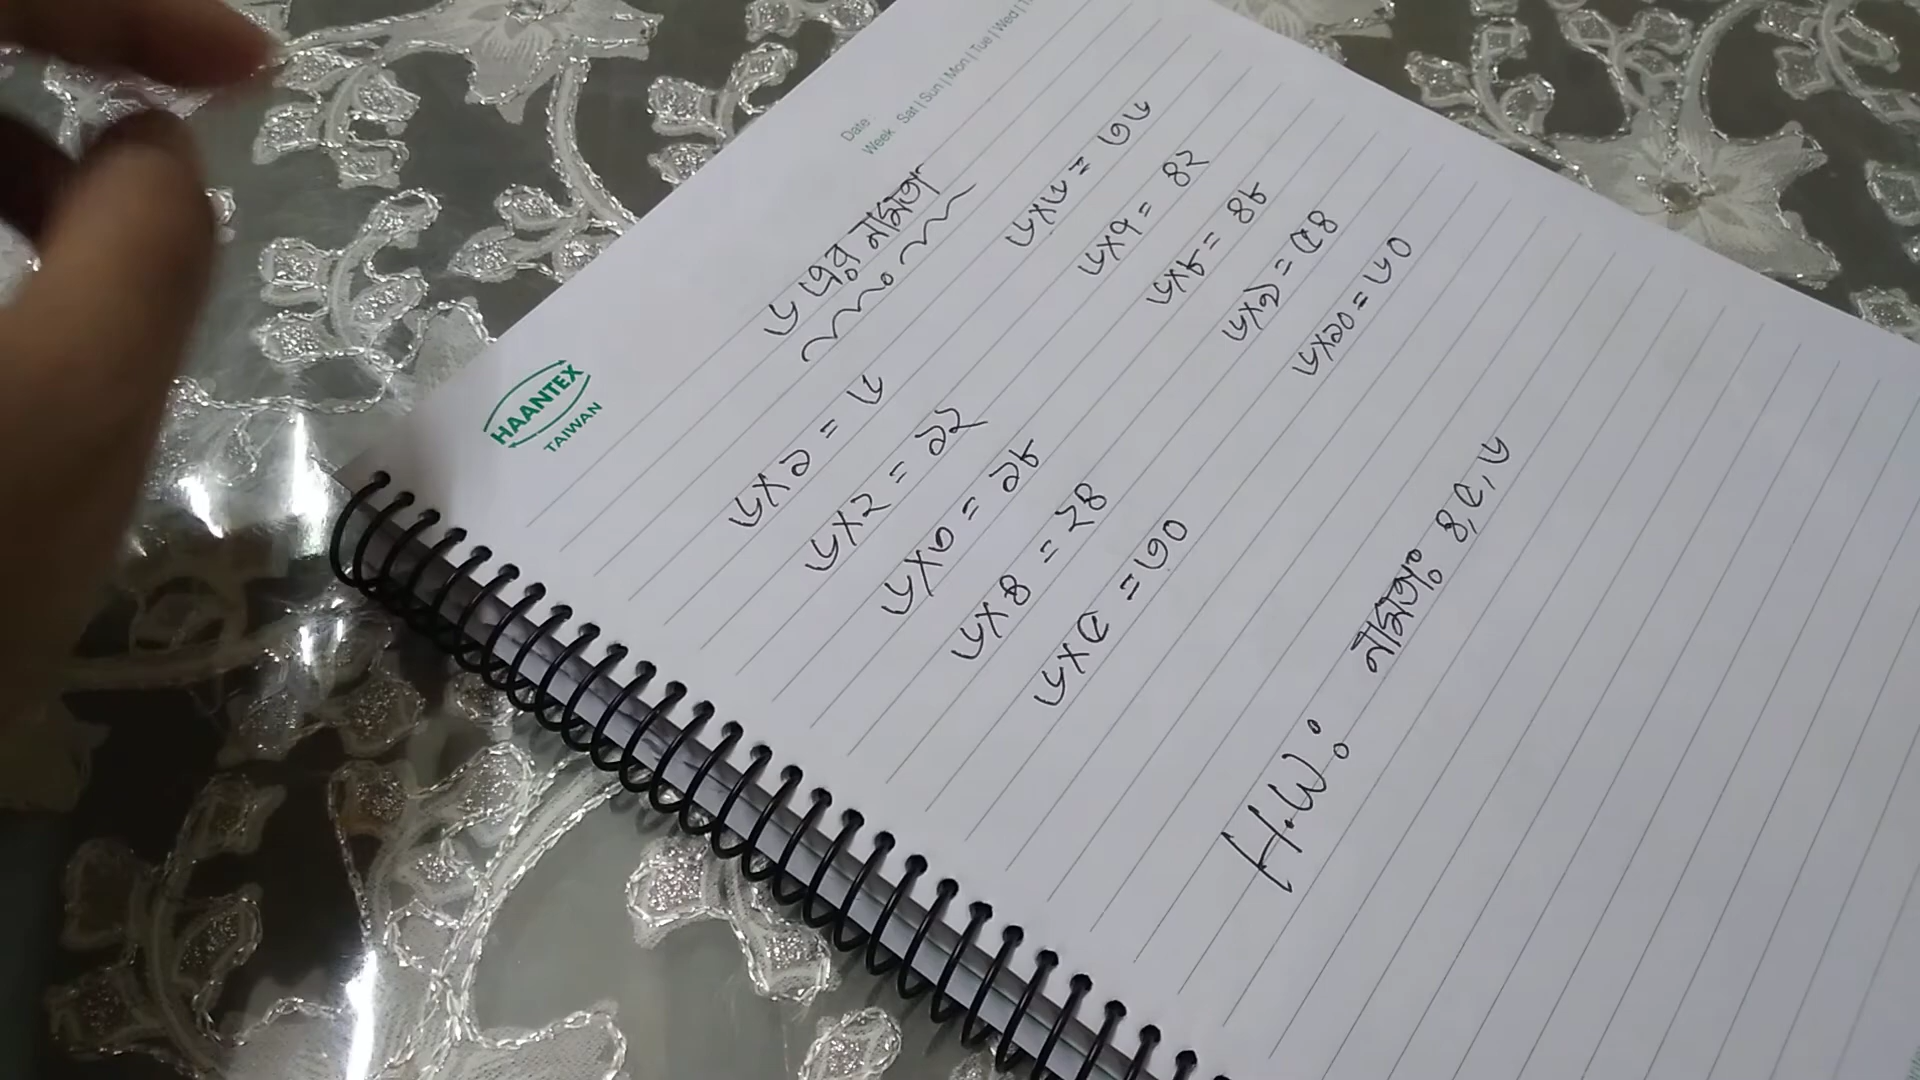 Date:
Week Sat | Sun | Mon | Tue | Wed |
HAANTEX
TAIWAN
৬ এর নামতা
৬×১ = ৬
৬×২ = ১২
৬×৩ = ১৮
৬×৪ = ২৪
৬×৫ = ৩০
৬×৬ = ৩৬
৬×৭ = ৪২
৬×৮ = ৪৮
৬×৯ = ৫৪
৬×১০ = ৬০
H.W: নামতাঃ ৪, ৫, ৬